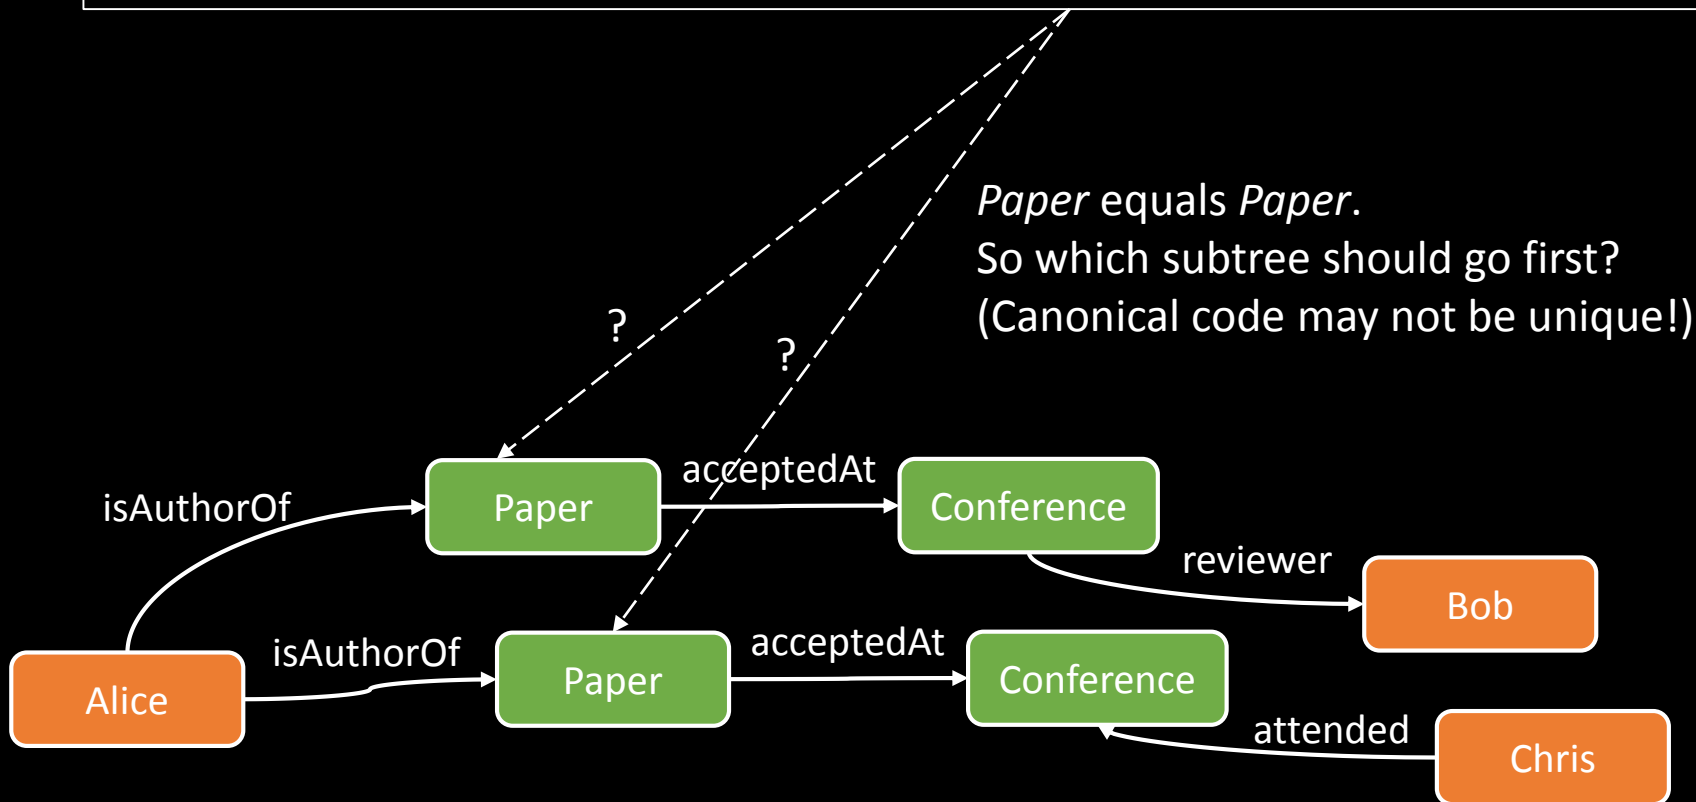 Paper equals Paper.
So which subtree should go first?
(Canonical code may not be unique!)
?
?
acceptedAt
isAuthorOf
Paper
Conference
reviewer
Bob
isAuthorOf
acceptedAt
Alice
Paper
Conference
attended
Chris